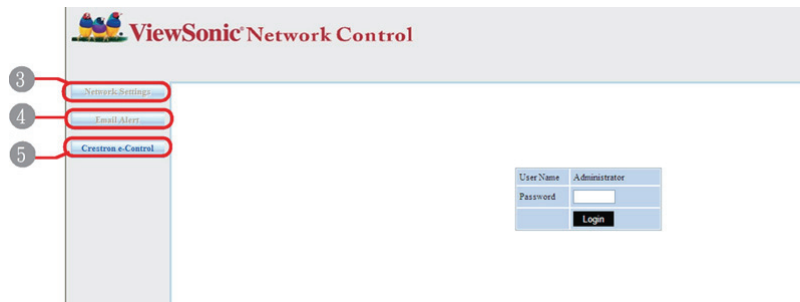 ViewSonic® Network Control
3
Network Settings
4
Email Alert
5
Crestron e-Control
User Name Administrator
Password
Login